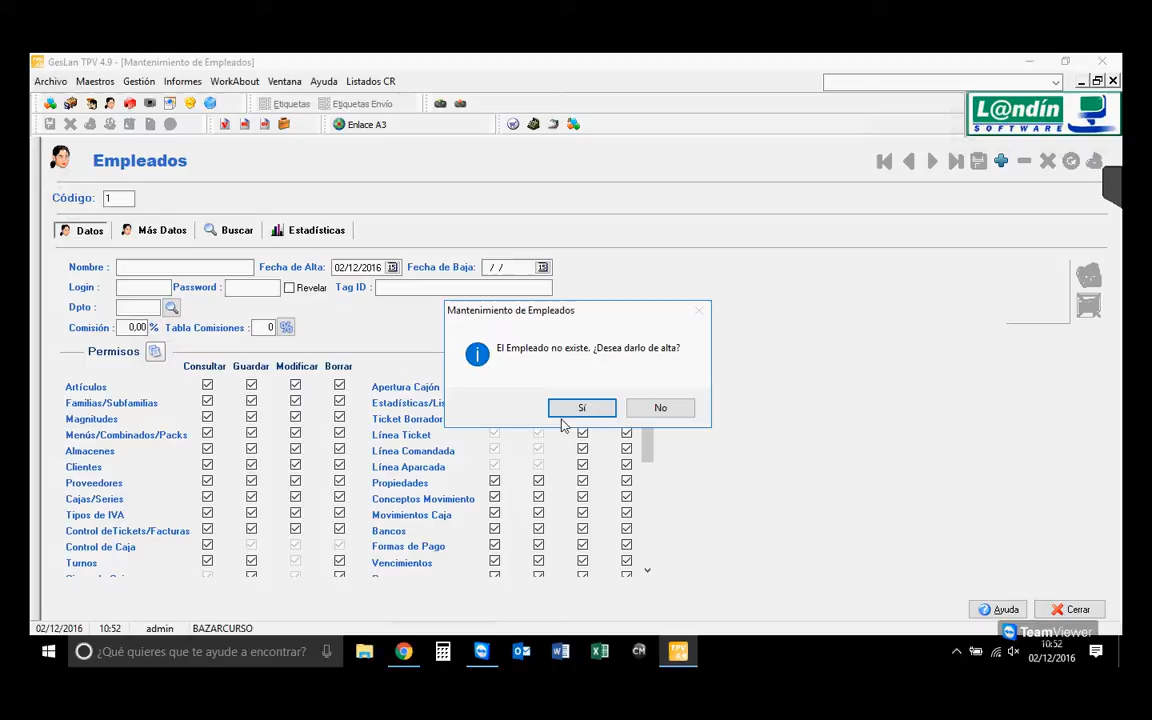 GesLan TPV 4.9 - [Mantenimiento de Empleados]
Archivo Maestros Gestión Informes WorkAbout Ventana Ayuda Listados CR
Etiquetas Etiquetas Envío
Enlace A3
L@ndín
SOFTWARE
Empleados
Código: 1
Datos Más Datos Buscar Estadísticas
Nombre : Fecha de Alta: 02/12/2016 Fecha de Baja: / /
Login : Password : Revelar Tag ID :
Dpto :
Comisión : 0,00 % Tabla Comisiones : 0
Mantenimiento de Empleados
El Empleado no existe. ¿Desea darlo de alta?
Sí No
Permisos
Consultar Guardar Modificar Borrar
Artículos Apertura Cajón
Familias/Subfamilias
Magnitudes Ticket Borrador
Menús/Combinados/Packs Línea Ticket
Almacenes Línea Comandada
Clientes Línea Aparcada
Proveedores Propiedades
Cajas/Series Conceptos Movimiento
Tipos de IVA Movimientos Caja
Control deTickets/Facturas Bancos
Control de Caja Formas de Pago
Turnos Vencimientos
Ayuda Cerrar
02/12/2016 10:52 admin BAZARCURSO
TeamViewer
¿Qué quieres que te ayude a encontrar?
TPV 4.9
10:52
02/12/2016